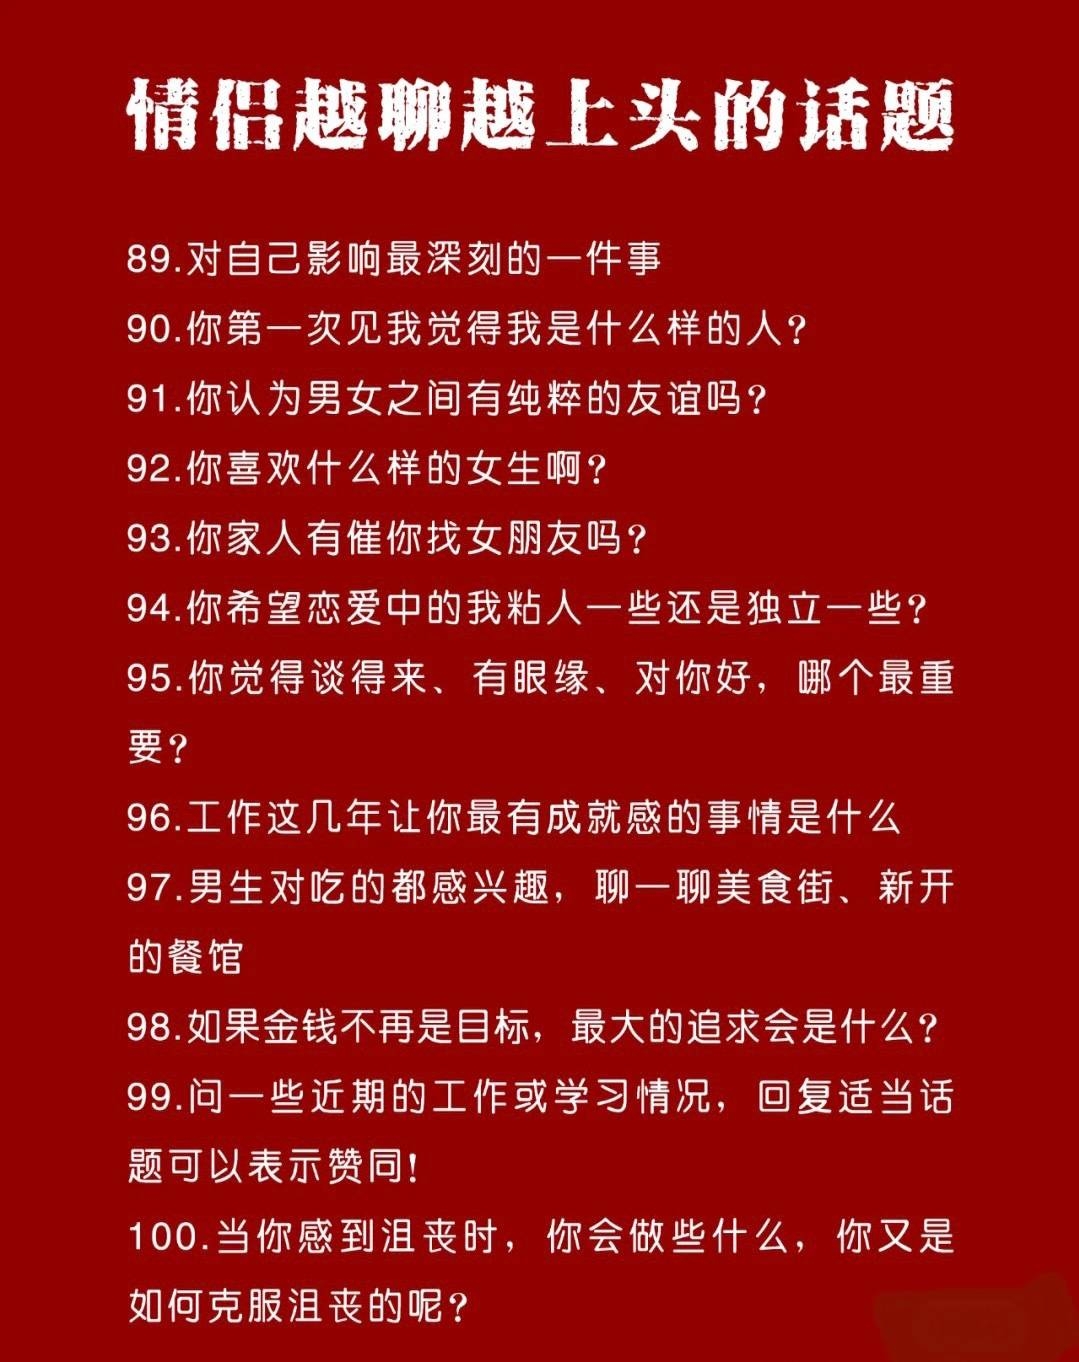 情侣越聊越上头的话题
89.对自己影响最深刻的一件事
90.你第一次见我觉得我是什么样的人?
91.你认为男女之间有纯粹的友谊吗?
92.你喜欢什么样的女生啊?
93.你家人有催你找女朋友吗?
94.你希望恋爱中的我粘人一些还是独立一些?
95.你觉得谈得来、有眼缘、对你好，哪个最重
要?
96.工作这几年让你最有成就感的事情是什么
97.男生对吃的都感兴趣，聊一聊美食街、新开
的餐馆
98.如果金钱不再是目标，最大的追求会是什么?
99.问一些近期的工作或学习情况，回复适当话
题可以表示赞同!
100.当你感到沮丧时，你会做些什么，你又是
如何克服沮丧的呢?